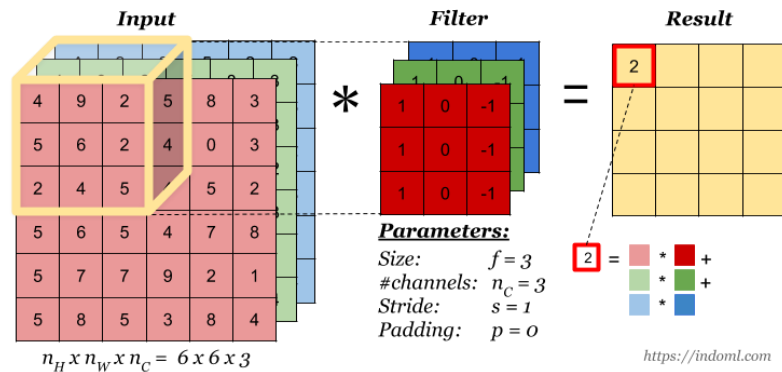 Input Filter Result
4 9 2 5 8 3
5 6 2 4 0 3
2 4 5 5 2
5 6 5 4 7 8
5 7 7 9 2 1
5 8 5 3 8 4
n_H x n_W x n_C = 6 x 6 x 3
*
1 0 -1
1 0 -1
1 0 -1
1 0 -1
=
2
Parameters:
Size: f = 3
#channels: n_C = 3
Stride: s = 1
Padding: p = 0
2 = * +
* +
*
https://indoml.com